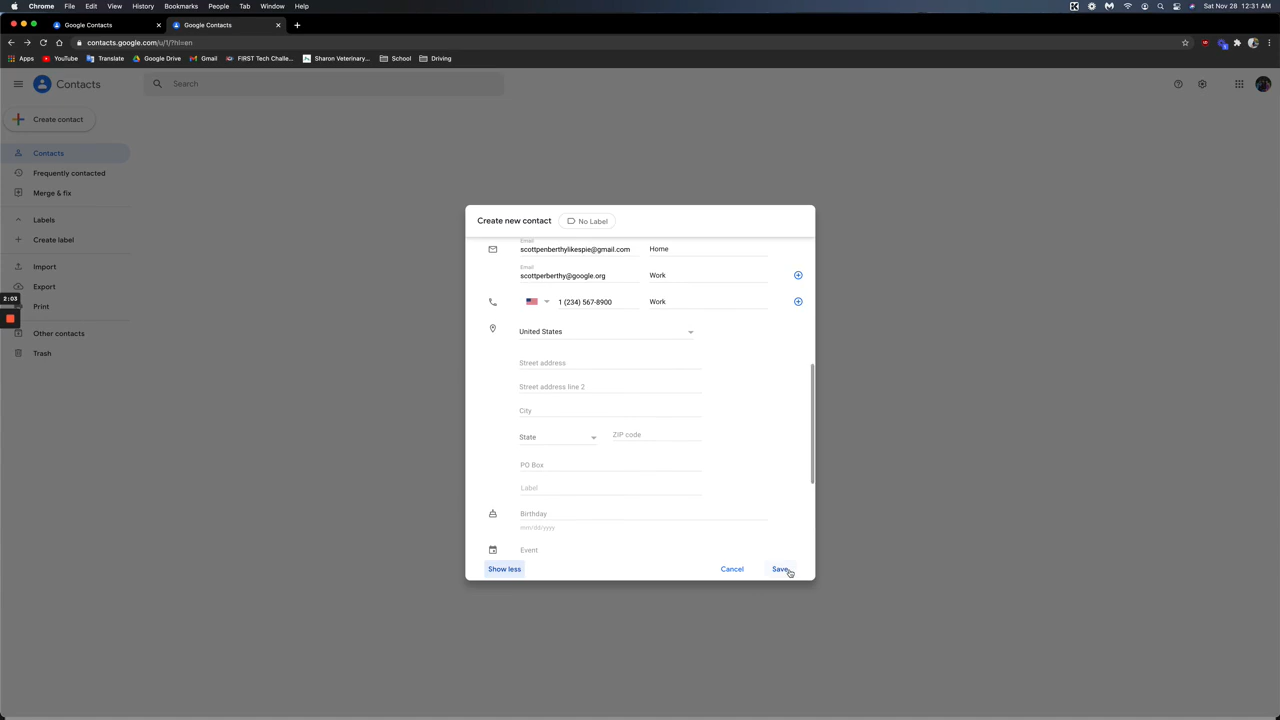 Chrome File Edit View History Bookmarks People Tab Window Help Sat Nov 28 12:31 AM
Google Contacts Google Contacts
contacts.google.com/u/1/?hl=en
Apps YouTube Translate Google Drive Gmail FIRST Tech Challe... Sharon Veterinary... School Driving
Contacts Search
Create contact
Contacts
Frequently contacted
Merge & fix
Labels
Create label
Import
Export
2:03
Print
Other contacts
Trash
Create new contact No Label
Email
scottpenberthylikespie@gmail.com Home
Email
scottperberthy@google.org Work
1 (234) 567-8900 Work
United States
Street address
Street address line 2
City
State ZIP code
PO Box
Label
Birthday
mm/dd/yyyy
Event
Show less Cancel Save